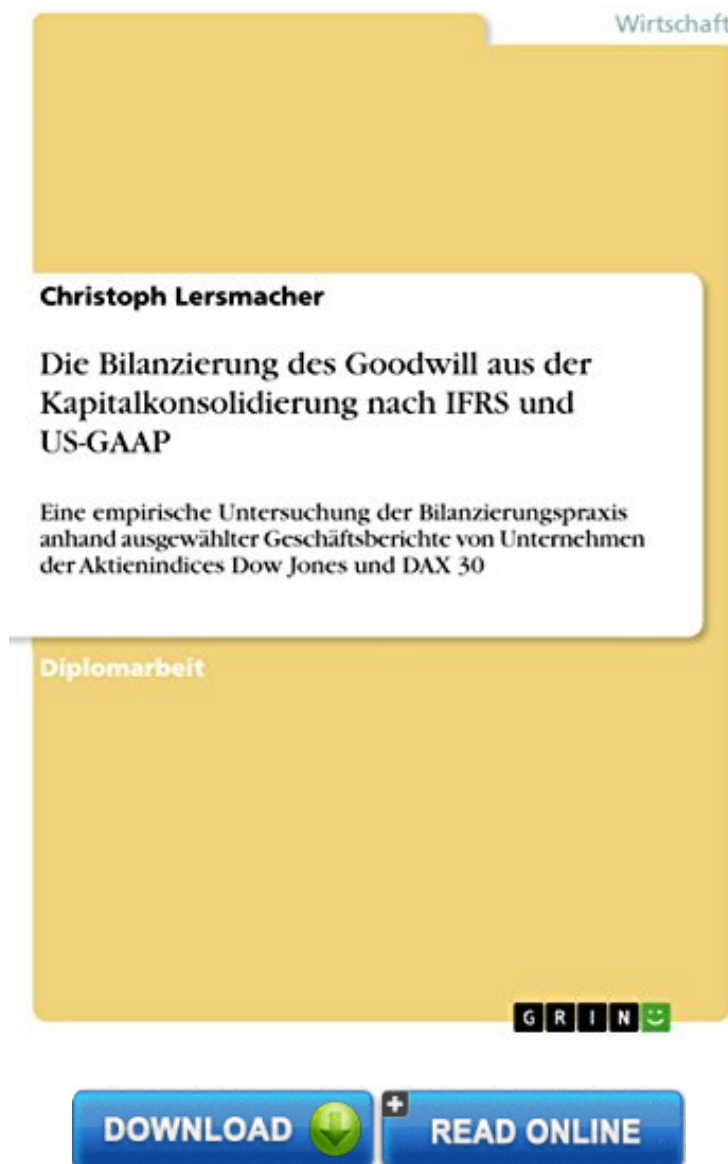 Wirtschaft
Christoph Lersmacher
Die Bilanzierung des Goodwill aus der
Kapitalkonsolidierung nach IFRS und
US-GAAP
Eine empirische Untersuchung der Bilanzierungspraxis
anhand ausgewählter Geschäftsberichte von Unternehmen
der Aktienindices Dow Jones und DAX 30
Diplomarbeit
GRIN
DOWNLOAD
READ ONLINE